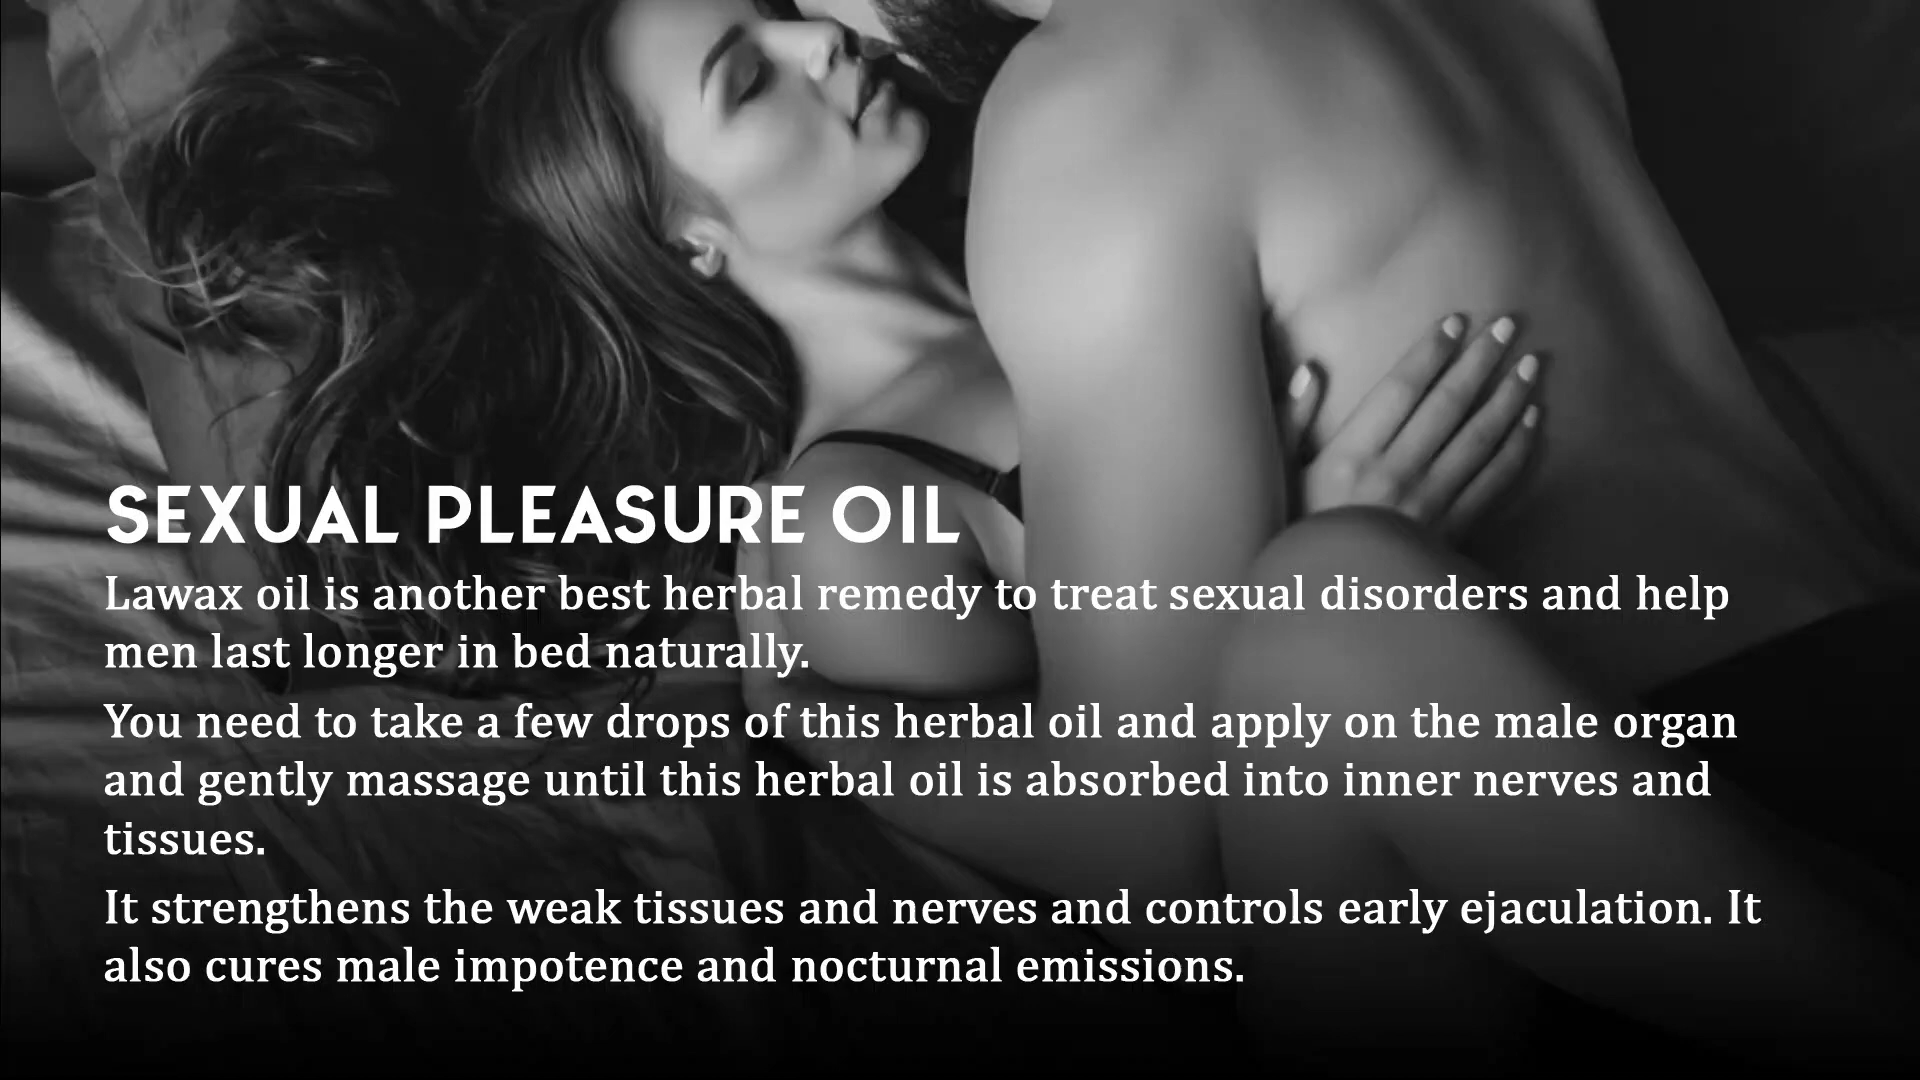 SEXUAL PLEASURE OIL
Lawax oil is another best herbal remedy to treat sexual disorders and help
men last longer in bed naturally.
You need to take a few drops of this herbal oil and apply on the male organ
and gently massage until this herbal oil is absorbed into inner nerves and
tissues.
It strengthens the weak tissues and nerves and controls early ejaculation. It
also cures male impotence and nocturnal emissions.